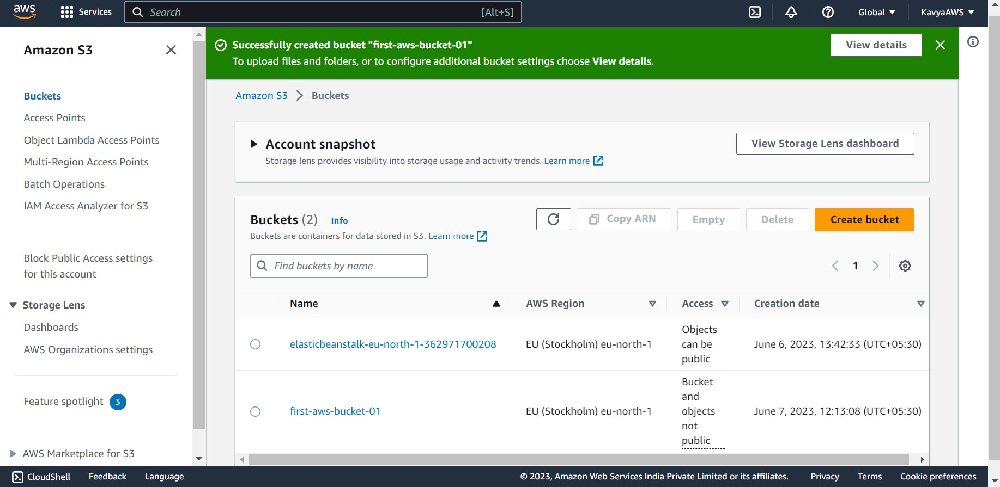 aws
Services
Search
[Alt+S]
Global
KavyaAWS
Amazon S3
Buckets
Access Points
Object Lambda Access Points
Multi-Region Access Points
Batch Operations
IAM Access Analyzer for S3
Block Public Access settings
for this account
Storage Lens
Dashboards
AWS Organizations settings
Feature spotlight 3
AWS Marketplace for S3
Successfully created bucket "first-aws-bucket-01"
To upload files and folders, or to configure additional bucket settings choose View details.
View details
Amazon S3 > Buckets
Account snapshot
Storage lens provides visibility into storage usage and activity trends. Learn more
View Storage Lens dashboard
Buckets (2) Info
Buckets are containers for data stored in S3. Learn more
Copy ARN
Empty
Delete
Create bucket
Find buckets by name
1
Name
AWS Region
Access
Creation date
elasticbeanstalk-eu-north-1-362971700208
EU (Stockholm) eu-north-1
Objects
can be
public
June 6, 2023, 13:42:33 (UTC+05:30)
first-aws-bucket-01
EU (Stockholm) eu-north-1
Bucket
and
objects
not
public
June 7, 2023, 12:13:08 (UTC+05:30)
CloudShell
Feedback
Language
© 2023, Amazon Web Services India Private Limited or its affiliates.
Privacy
Terms
Cookie preferences